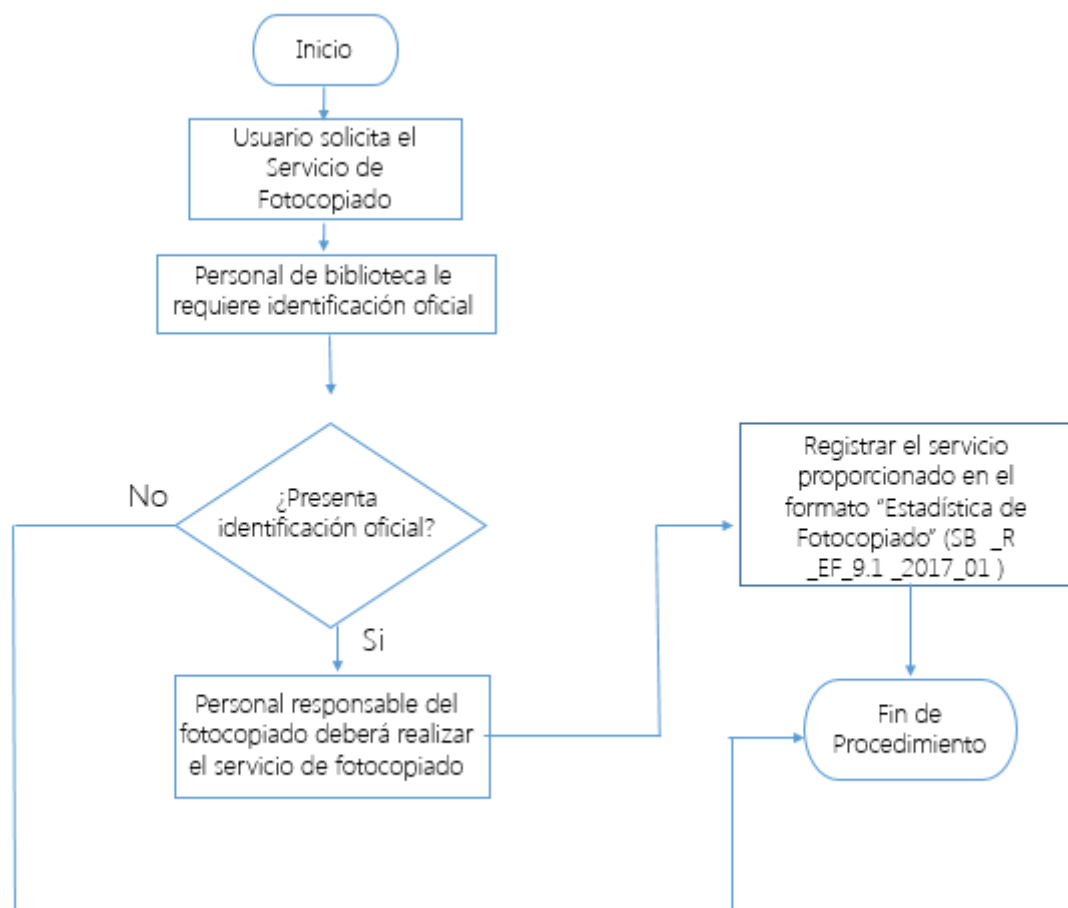 Inicio
Usuario solicita el
Servicio de
Fotocopiado
Personal de biblioteca le
requiere identificación oficial
¿Presenta
identificación oficial?
No
Si
Personal responsable del
fotocopiado deberá realizar
el servicio de fotocopiado
Registrar el servicio
proporcionado en el
formato “Estadística de
Fotocopiado” (SB _R
_EF_9.1 _2017_01 )
Fin de
Procedimiento